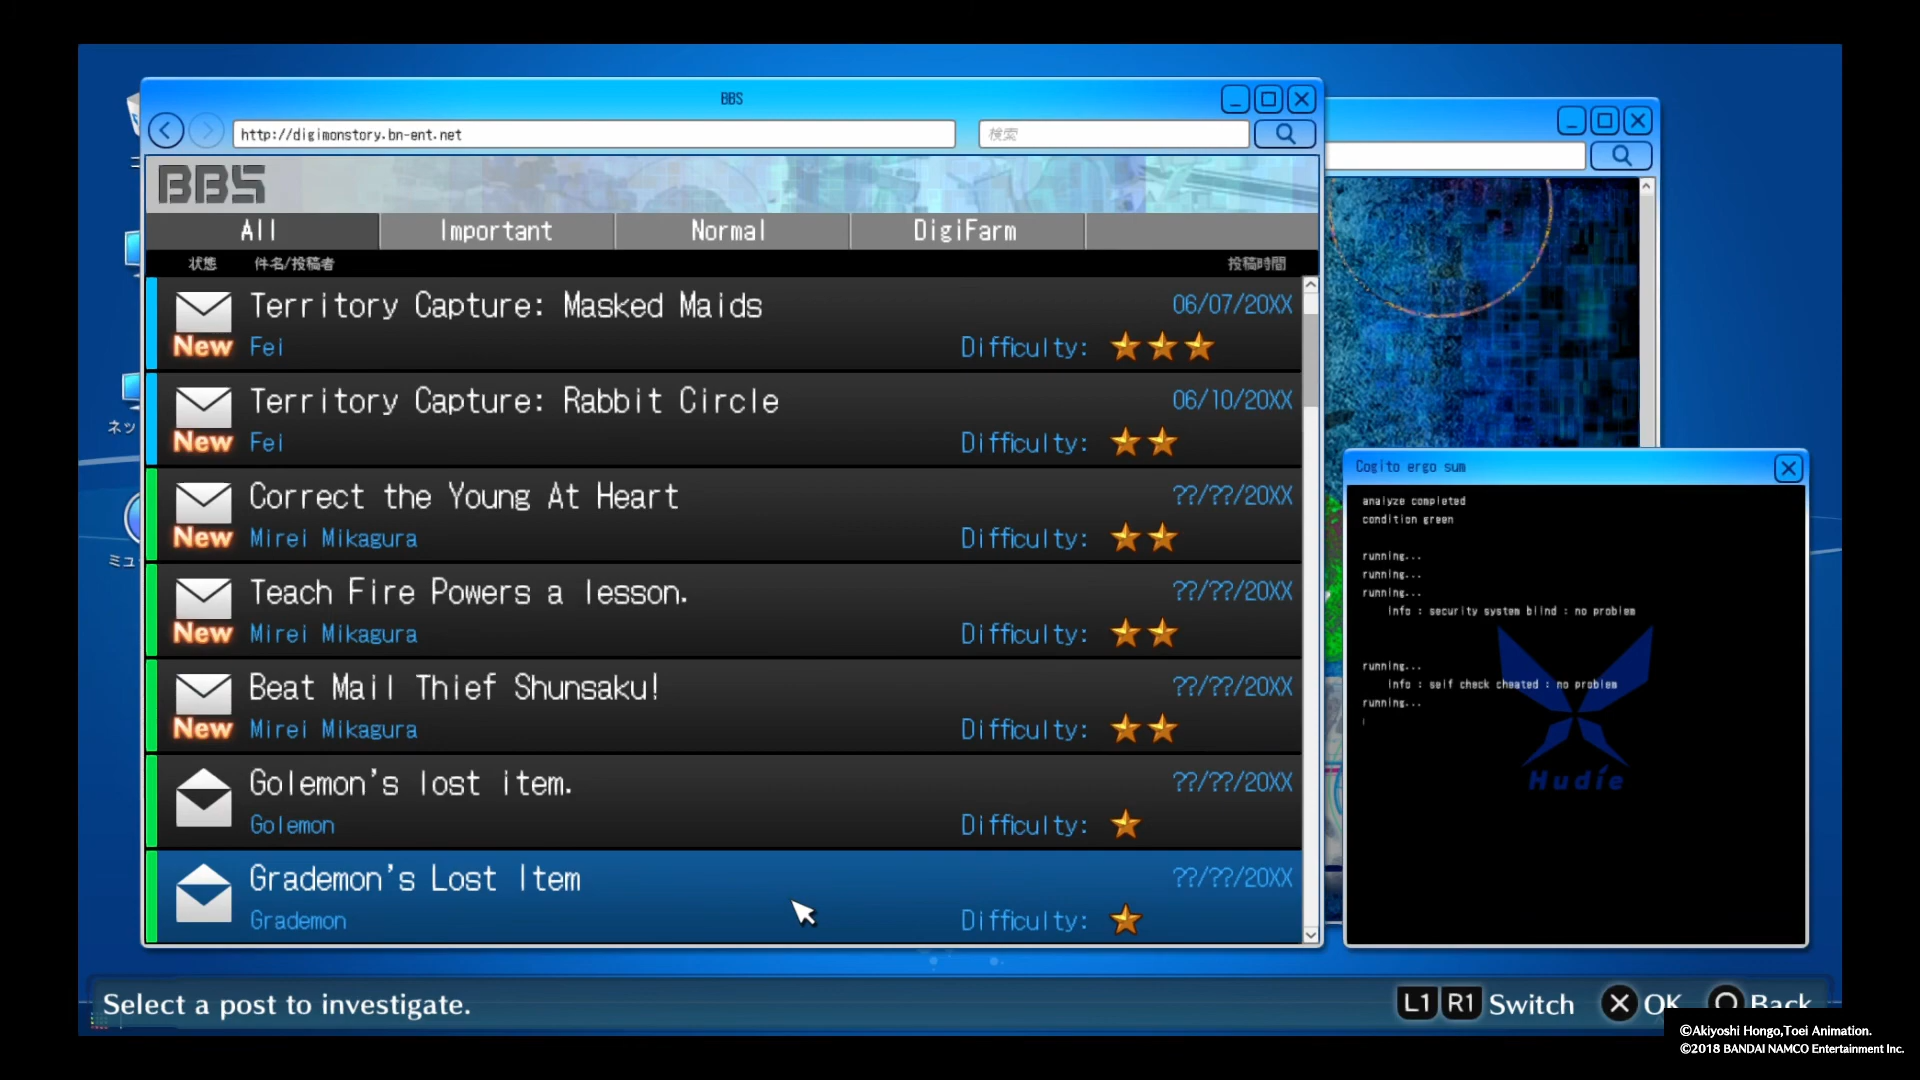 BBS
http://digimonstory.bn-ent.net
検索
BBS
All
Important
Normal
DigiFarm
状態
件名/投稿者
投稿時間
Territory Capture: Masked Maids
06/07/20XX
New
Fei
Difficulty:
Territory Capture: Rabbit Circle
06/10/20XX
New
Fei
Difficulty:
Correct the Young At Heart
??/??/20XX
New
Mirei Mikagura
Difficulty:
Teach Fire Powers a lesson.
??/??/20XX
New
Mirei Mikagura
Difficulty:
Beat Mail Thief Shunsaku!
??/??/20XX
New
Mirei Mikagura
Difficulty:
Golemon's lost item.
??/??/20XX
Golemon
Difficulty:
Grademon's Lost Item
??/??/20XX
Grademon
Difficulty:
ネッ
ミュ
Cogito ergo sum
analyze completed
condition green
running...
running...
running...
info : security system blind : no problem
running...
info : self check cheated : no problem
running...
Hudie
Select a post to investigate.
L1 R1 Switch
OK
Back
©Akiyoshi Hongo,Toei Animation.
©2018 BANDAI NAMCO Entertainment Inc.